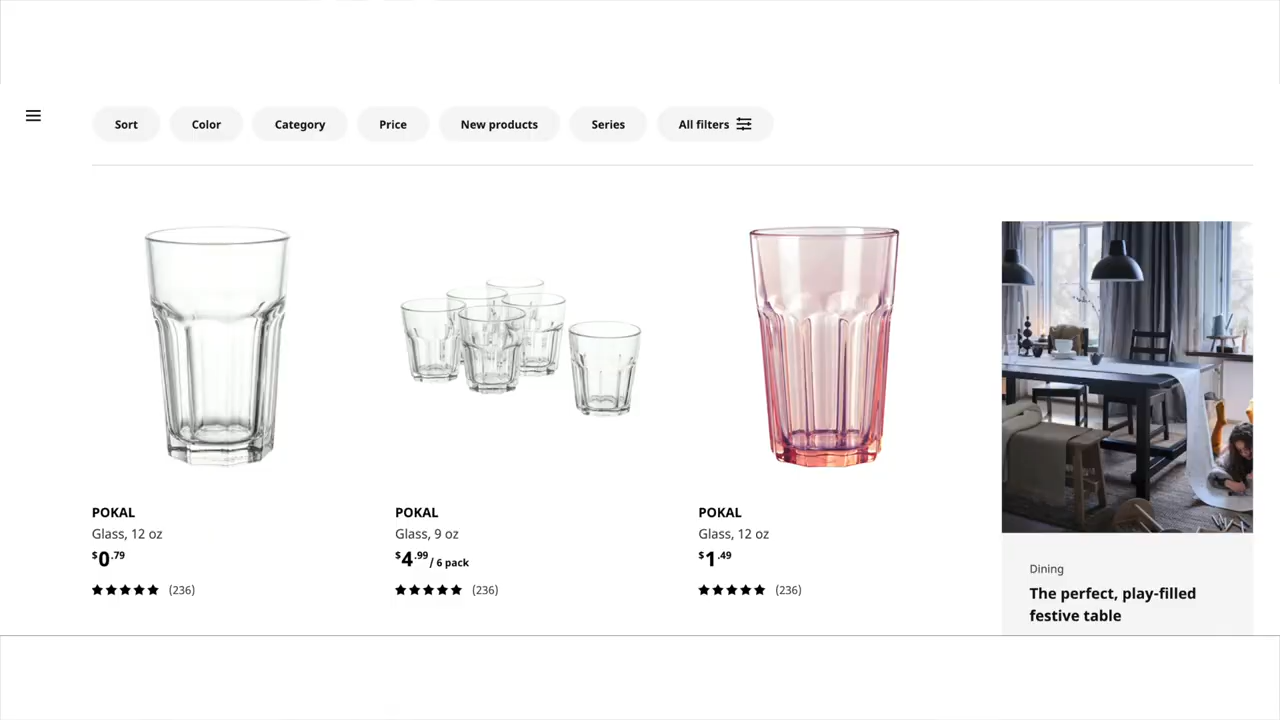 Sort
Color
Category
Price
New products
Series
All filters
POKAL
Glass, 12 oz
$0.79
(236)
POKAL
Glass, 9 oz
$4.99/ 6 pack
(236)
POKAL
Glass, 12 oz
$1.49
(236)
Dining
The perfect, play-filled
festive table